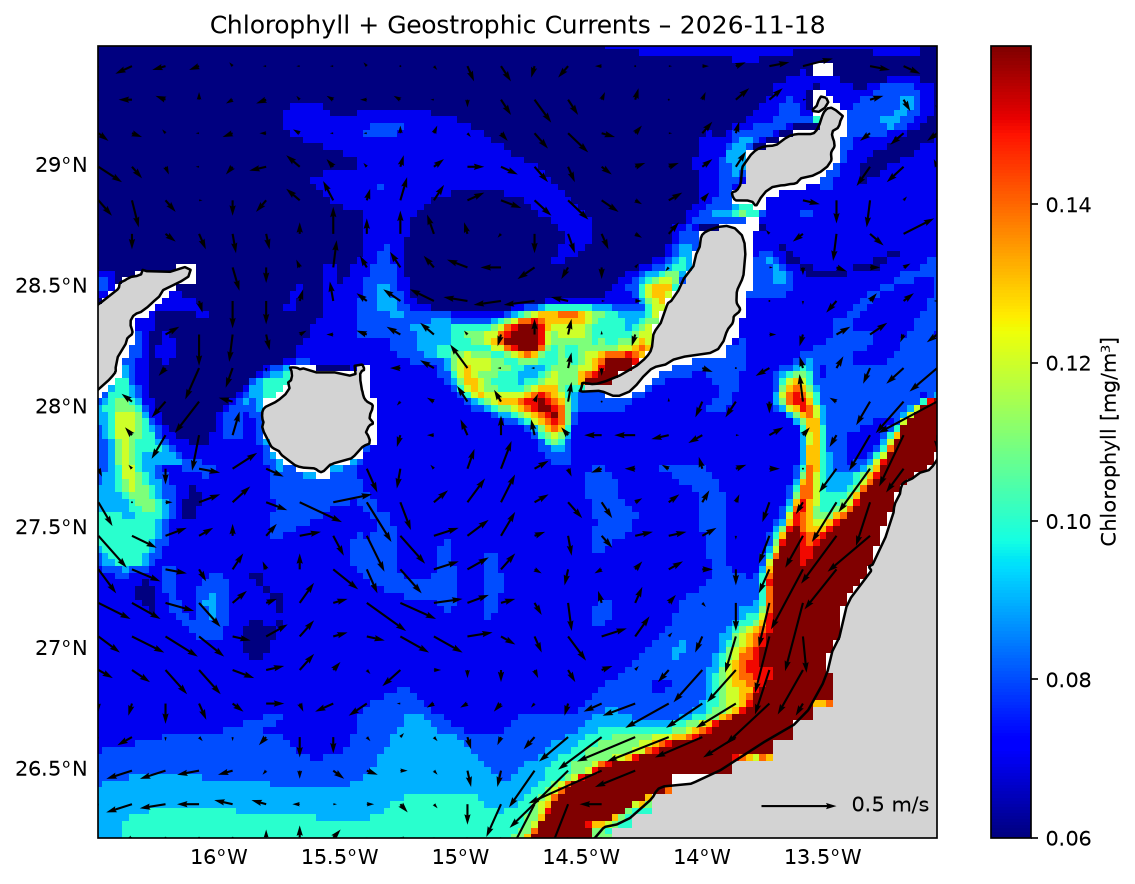 Chlorophyll + Geostrophic Currents – 2026-11-18
29°N
28.5°N
28°N
27.5°N
27°N
26.5°N
16°W
15.5°W
15°W
14.5°W
14°W
13.5°W
0.5 m/s
0.14
0.12
0.10
0.08
0.06
Chlorophyll [mg/m³]